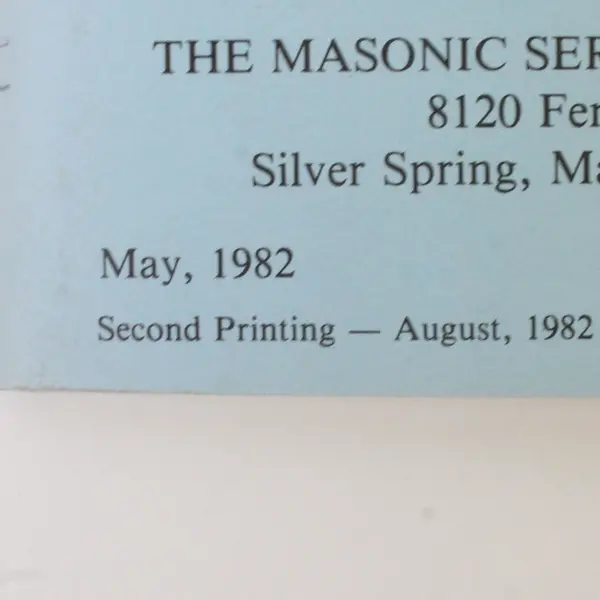 THE MASONIC SER
8120 Fer
Silver Spring, Ma
May, 1982
Second Printing — August, 1982